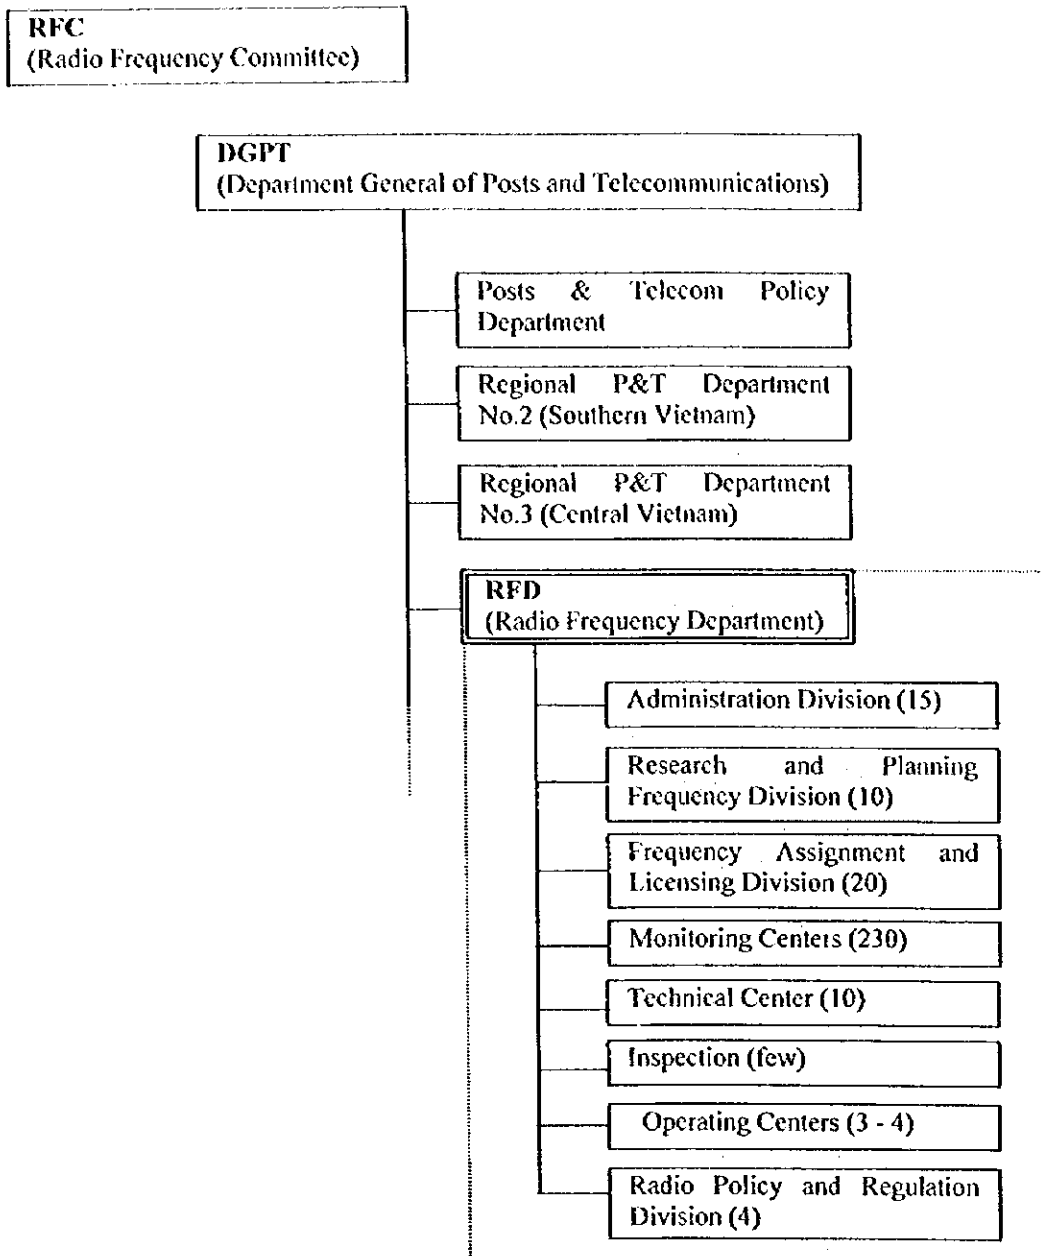 RFC
(Radio Frequency Committee)
DGPT
(Department General of Posts and Telecommunications)
Posts & Telecom Policy
Department
Regional P&T Department
No.2 (Southern Vietnam)
Regional P&T Department
No.3 (Central Vietnam)
RFD
(Radio Frequency Department)
Administration Division (15)
Research and Planning
Frequency Division (10)
Frequency Assignment and
Licensing Division (20)
Monitoring Centers (230)
Technical Center (10)
Inspection (few)
Operating Centers (3 - 4)
Radio Policy and Regulation
Division (4)